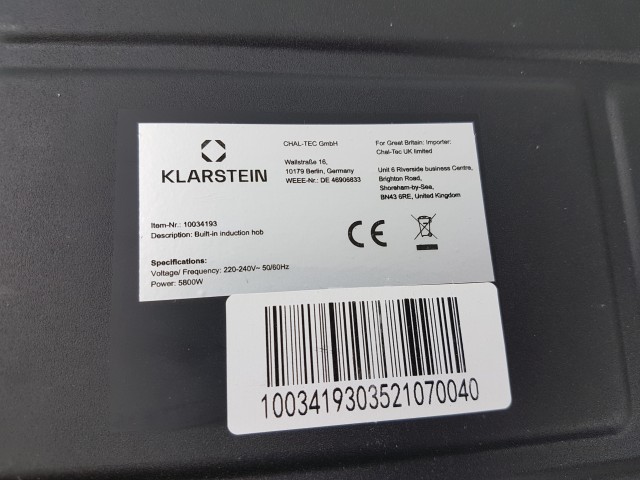 KLARSTEIN
CHAL-TEC GmbH
Wallstraße 16,
10179 Berlin, Germany
WEEE-Nr.: DE 46906833
For Great Britain: Importer:
Chal-Tec UK limited
Unit 6 Riverside business Centre,
Brighton Road,
Shoreham-by-Sea,
BN43 6RE, United Kingdom
Item-Nr.: 10034193
Description: Built-in induction hob
CE
Specifications:
Voltage/ Frequency: 220-240V~ 50/60Hz
Power: 5800W
1003419303521070040